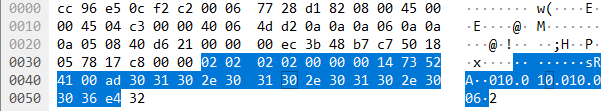 0000 cc 96 e5 0c f2 c2 00 06 77 28 d1 82 08 00 45 00 ········ w(····E·
0010 00 45 04 c3 00 00 40 06 4d d2 0a 0a 0a 06 0a 0a ·E····@· M·······
0020 0a 05 08 40 d6 21 00 00 00 00 ec 3b 48 b7 c7 50 18 ···@·!·· ···;H··P·
0030 05 78 17 c8 00 00 02 02 02 02 00 00 00 14 73 52 ·x······ ······sR
0040 41 00 ad 30 31 30 2e 30 31 30 2e 30 31 30 2e 30 A··010.0 10.010.0
0050 30 36 e4 32 06·2